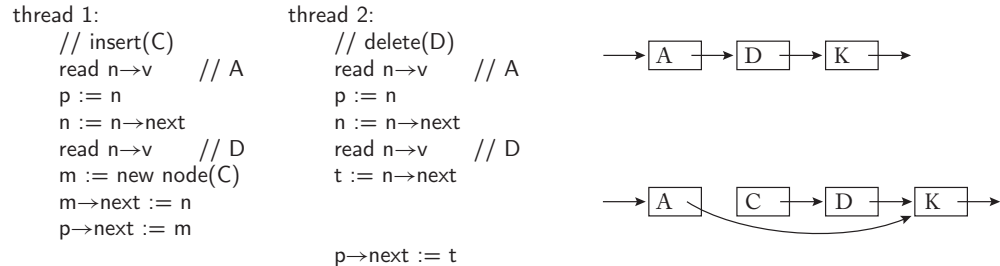 thread 1:
// insert(C)
read n→v // A
p := n
n := n→next
read n→v // D
m := new node(C)
m→next := n
p→next := m
thread 2:
// delete(D)
read n→v // A
p := n
n := n→next
read n→v // D
t := n→next
p→next := t
A D K
A C D K